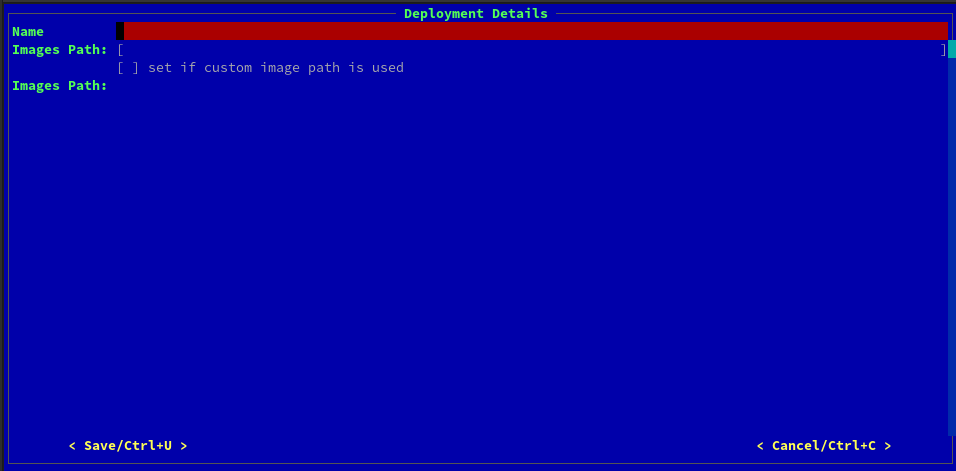 Deployment Details
Name
Images Path: [ ]
[ ] set if custom image path is used
Images Path:
< Save/Ctrl+U > < Cancel/Ctrl+C >